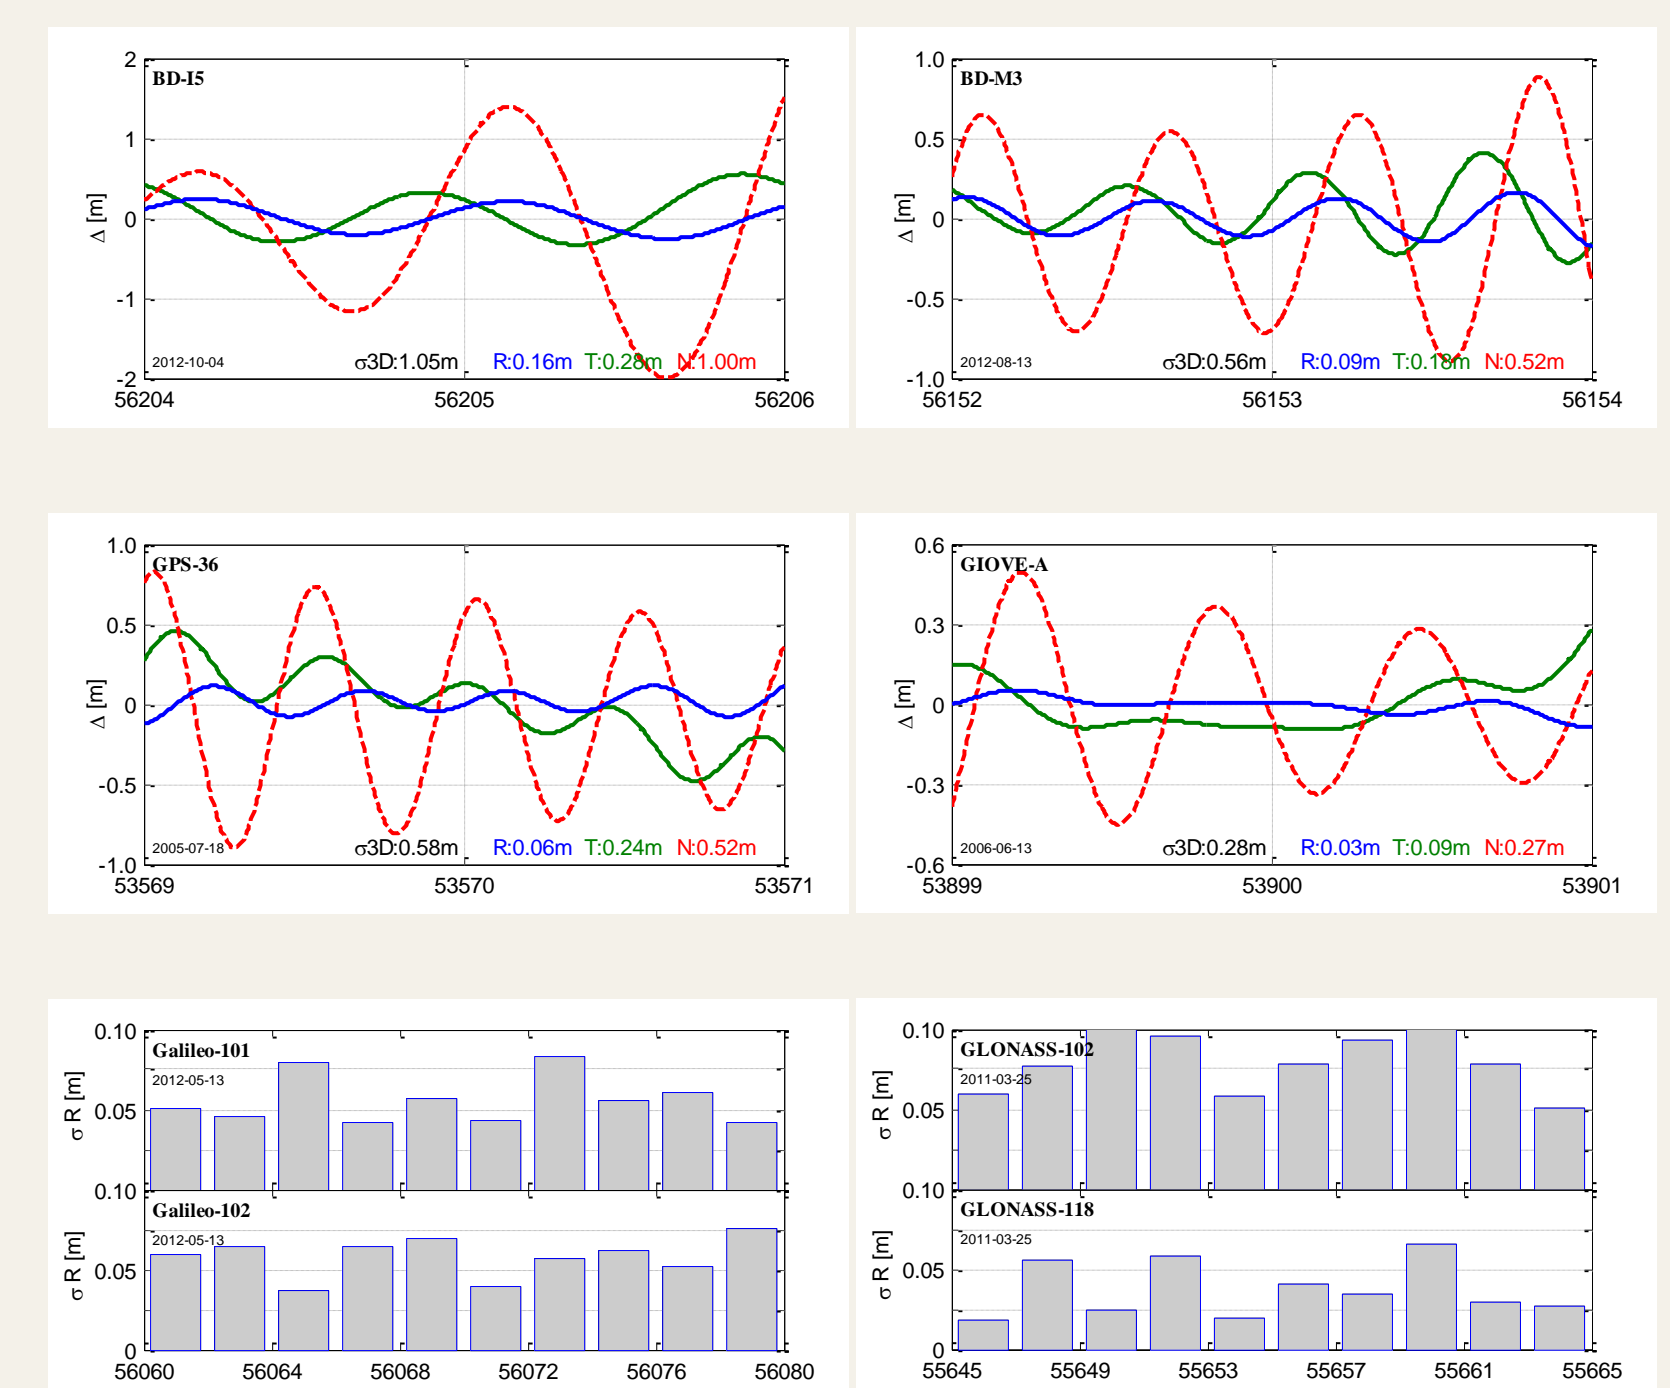 2
BD-I5
1
Δ [m]
0
-1
2012-10-04 σ3D:1.05m R:0.16m T:0.28m N:1.00m
-2
56204 56205 56206
1.0
BD-M3
0.5
Δ [m]
0
-0.5
2012-08-13 σ3D:0.56m R:0.09m T:0.18m N:0.52m
-1.0
56152 56153 56154
1.0
GPS-36
0.5
Δ [m]
0
-0.5
2005-07-18 σ3D:0.58m R:0.06m T:0.24m N:0.52m
-1.0
53569 53570 53571
0.6
GIOVE-A
0.3
Δ [m]
0
-0.3
2006-06-13 σ3D:0.28m R:0.03m T:0.09m N:0.27m
-0.6
53899 53900 53901
0.10
Galileo-101
2012-05-13
σ R [m]
0.05
0.10
Galileo-102
2012-05-13
σ R [m]
0.05
0
56060 56064 56068 56072 56076 56080
0.10
GLONASS-102
2011-03-25
σ R [m]
0.05
0.10
GLONASS-118
2011-03-25
σ R [m]
0.05
0
55645 55649 55653 55657 55661 55665